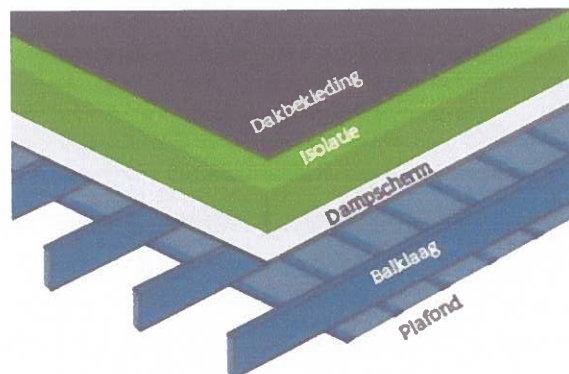 Dakbekleding
Isolatie
Dampscherm
Balklaag
Plafond